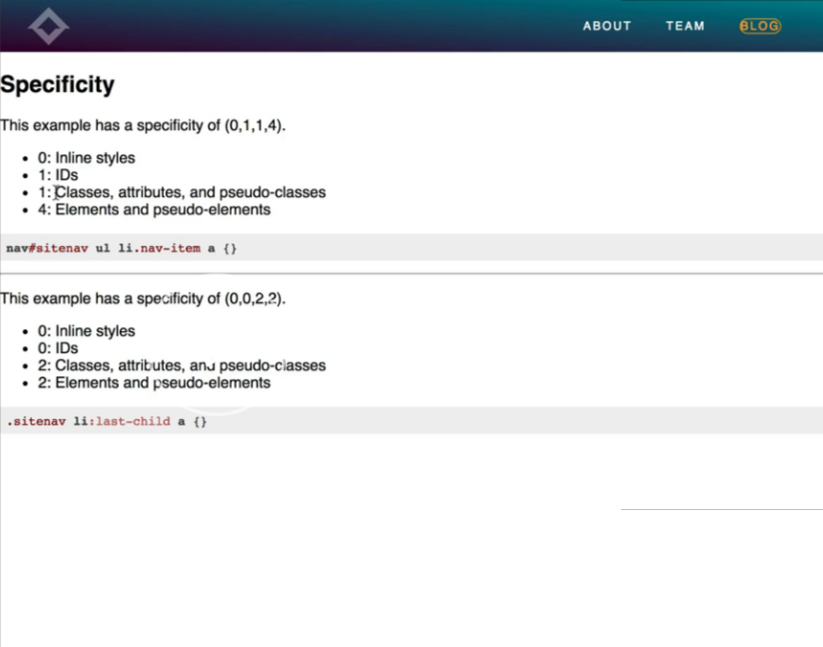 ABOUT TEAM BLOG
Specificity
This example has a specificity of (0,1,1,4).
• 0: Inline styles
• 1: IDs
• 1: Classes, attributes, and pseudo-classes
• 4: Elements and pseudo-elements
nav#sitenav ul li.nav-item a {}
This example has a specificity of (0,0,2,2).
• 0: Inline styles
• 0: IDs
• 2: Classes, attributes, and pseudo-classes
• 2: Elements and pseudo-elements
.sitenav li:last-child a {}